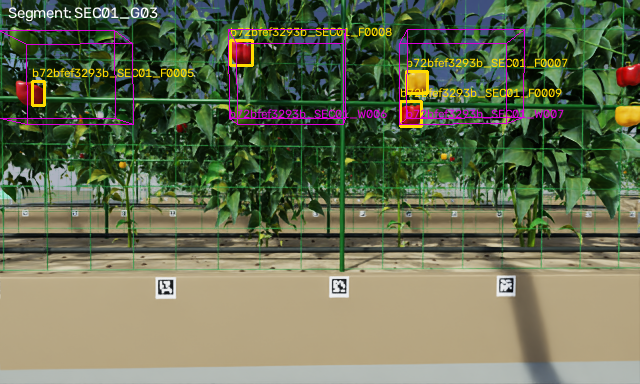 Segment: SEC01_G03
b72bfef3293b_SEC01_F0008
b72bfef3293b_SEC01_F0007
b72bfef3293b_SEC01_F0005
b72bfef3293b_SEC01_F0009